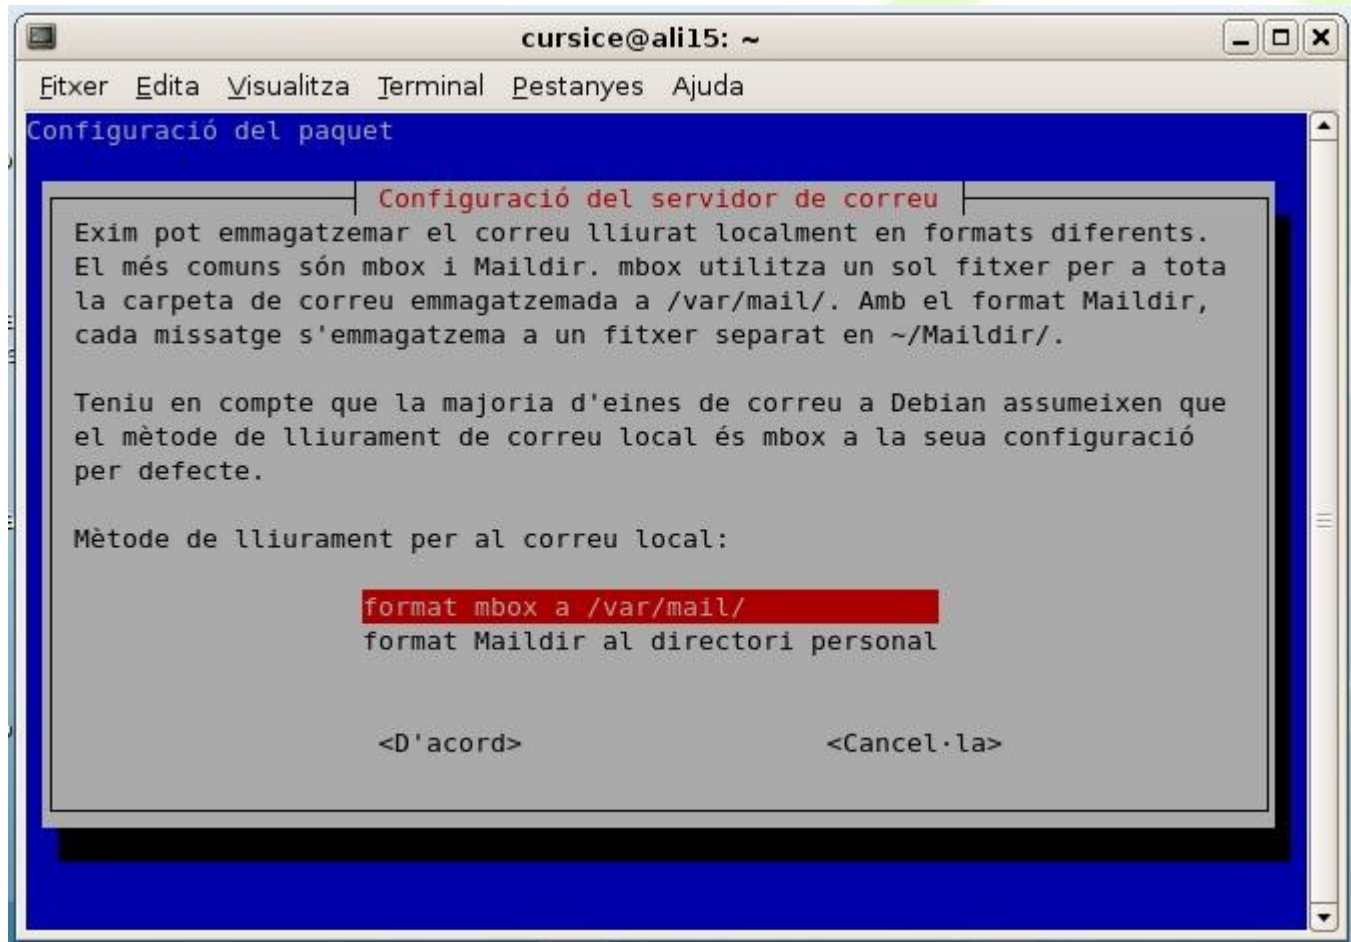 cursice@ali15: ~
Fitxer Edita Visualitza Terminal Pestanyes Ajuda
Configuració del paquet
Configuració del servidor de correu
Exim pot emmagatzemar el correu lliurat localment en formats diferents.
El més comuns són mbox i Maildir. mbox utilitza un sol fitxer per a tota
la carpeta de correu emmagatzemada a /var/mail/. Amb el format Maildir,
cada missatge s'emmagatzema a un fitxer separat en ~/Maildir/.
Teniu en compte que la majoria d'eines de correu a Debian assumeixen que
el mètode de lliurament de correu local és mbox a la seua configuració
per defecte.
Mètode de lliurament per al correu local:
format mbox a /var/mail/
format Maildir al directori personal
<D'acord> <Cancel·la>